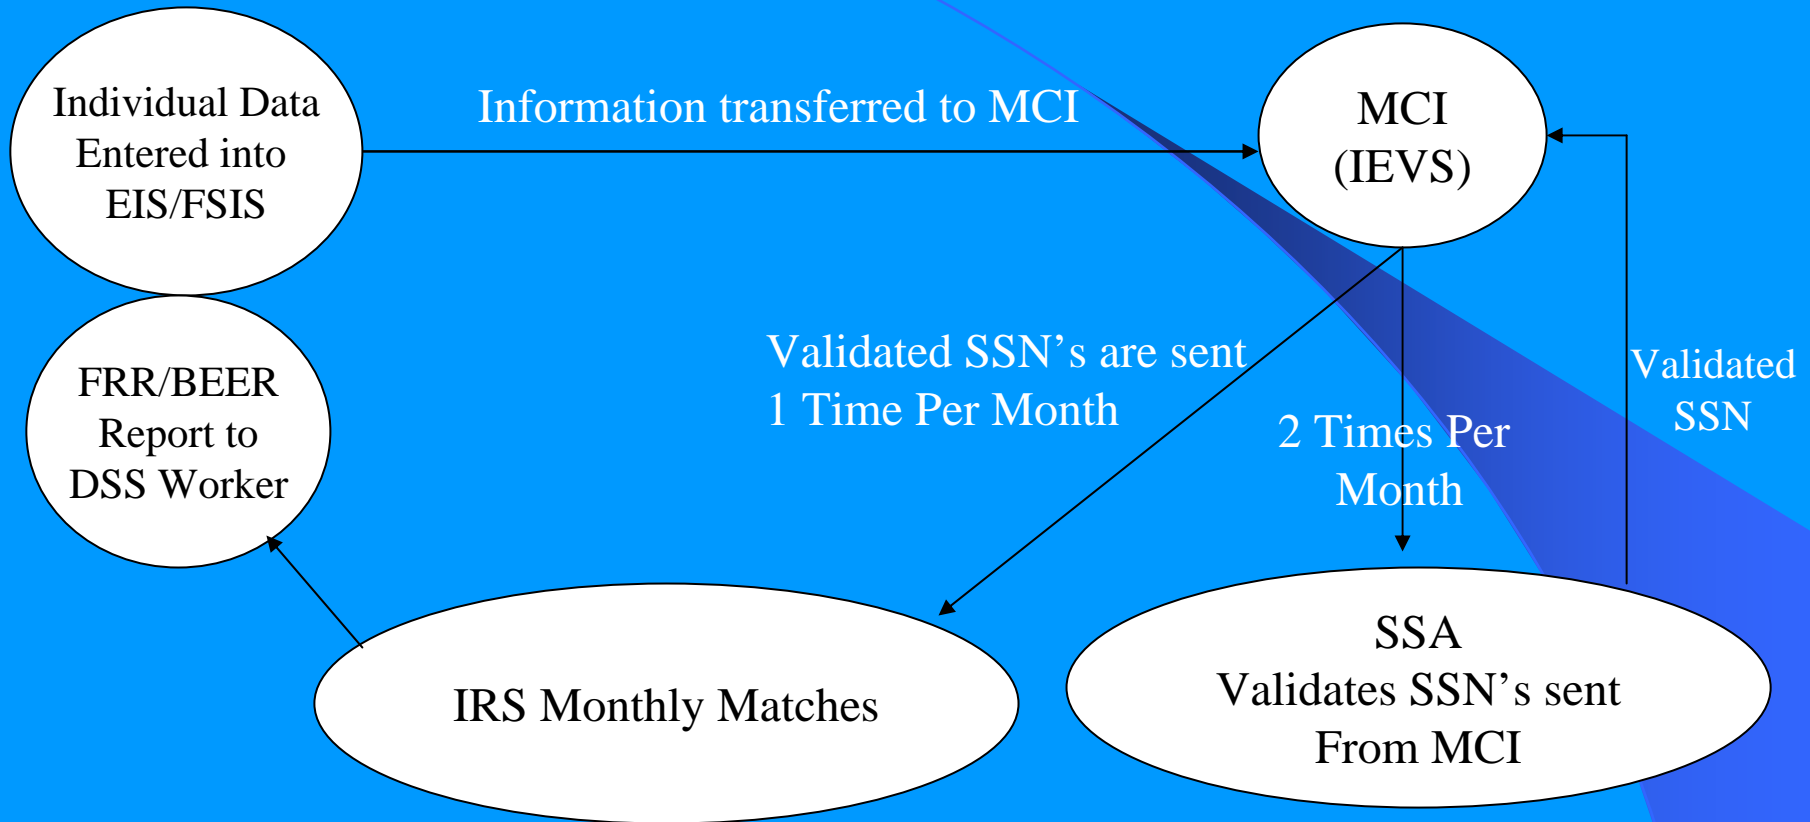 Individual Data
Entered into
EIS/FSIS
Information transferred to MCI
MCI
(IEVS)
FRR/BEER
Report to
DSS Worker
Validated SSN’s are sent
1 Time Per Month
2 Times Per
Month
Validated
SSN
IRS Monthly Matches
SSA
Validates SSN’s sent
From MCI